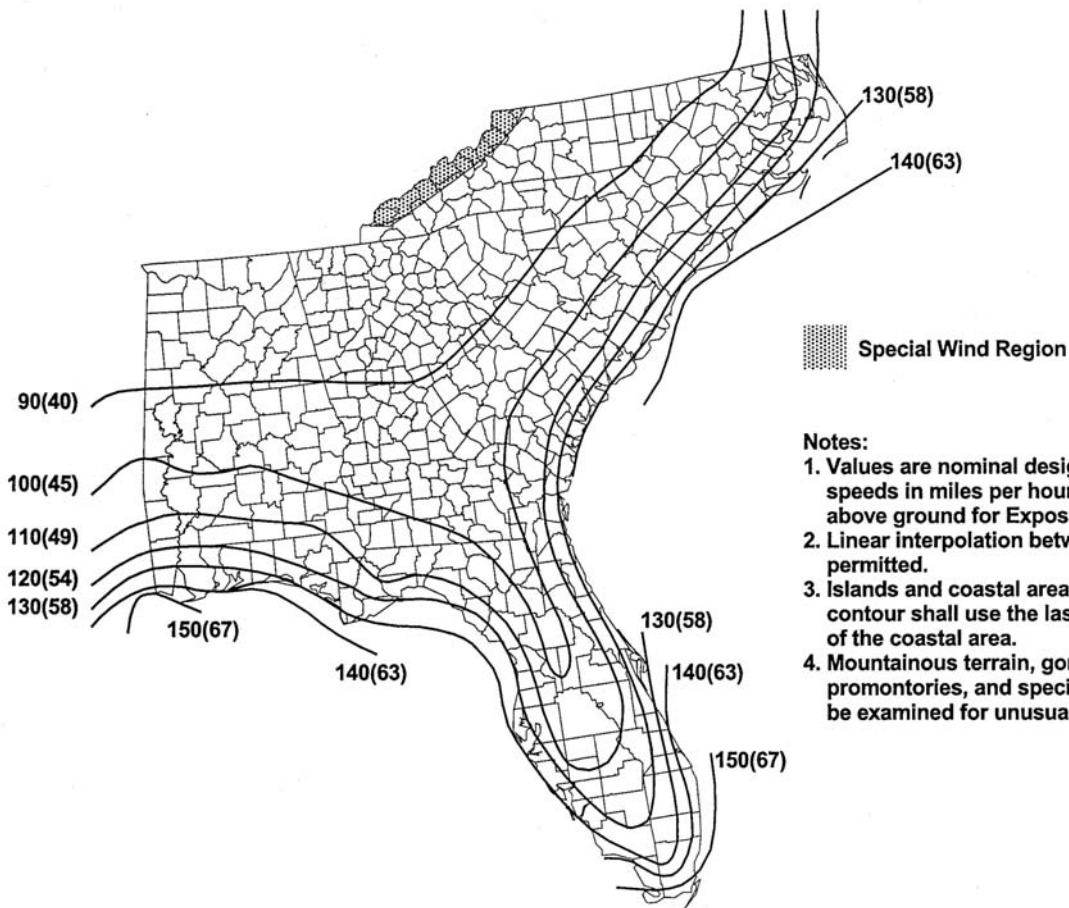 130(58)
140(63)
Special Wind Region
90(40)
100(45)
110(49)
120(54)
130(58)
150(67)
140(63)
130(58)
140(63)
150(67)
Notes:
1. Values are nominal desig
speeds in miles per hour
above ground for Expos
2. Linear interpolation betw
permitted.
3. Islands and coastal area
contour shall use the las
of the coastal area.
4. Mountainous terrain, gor
promontories, and speci
be examined for unusua